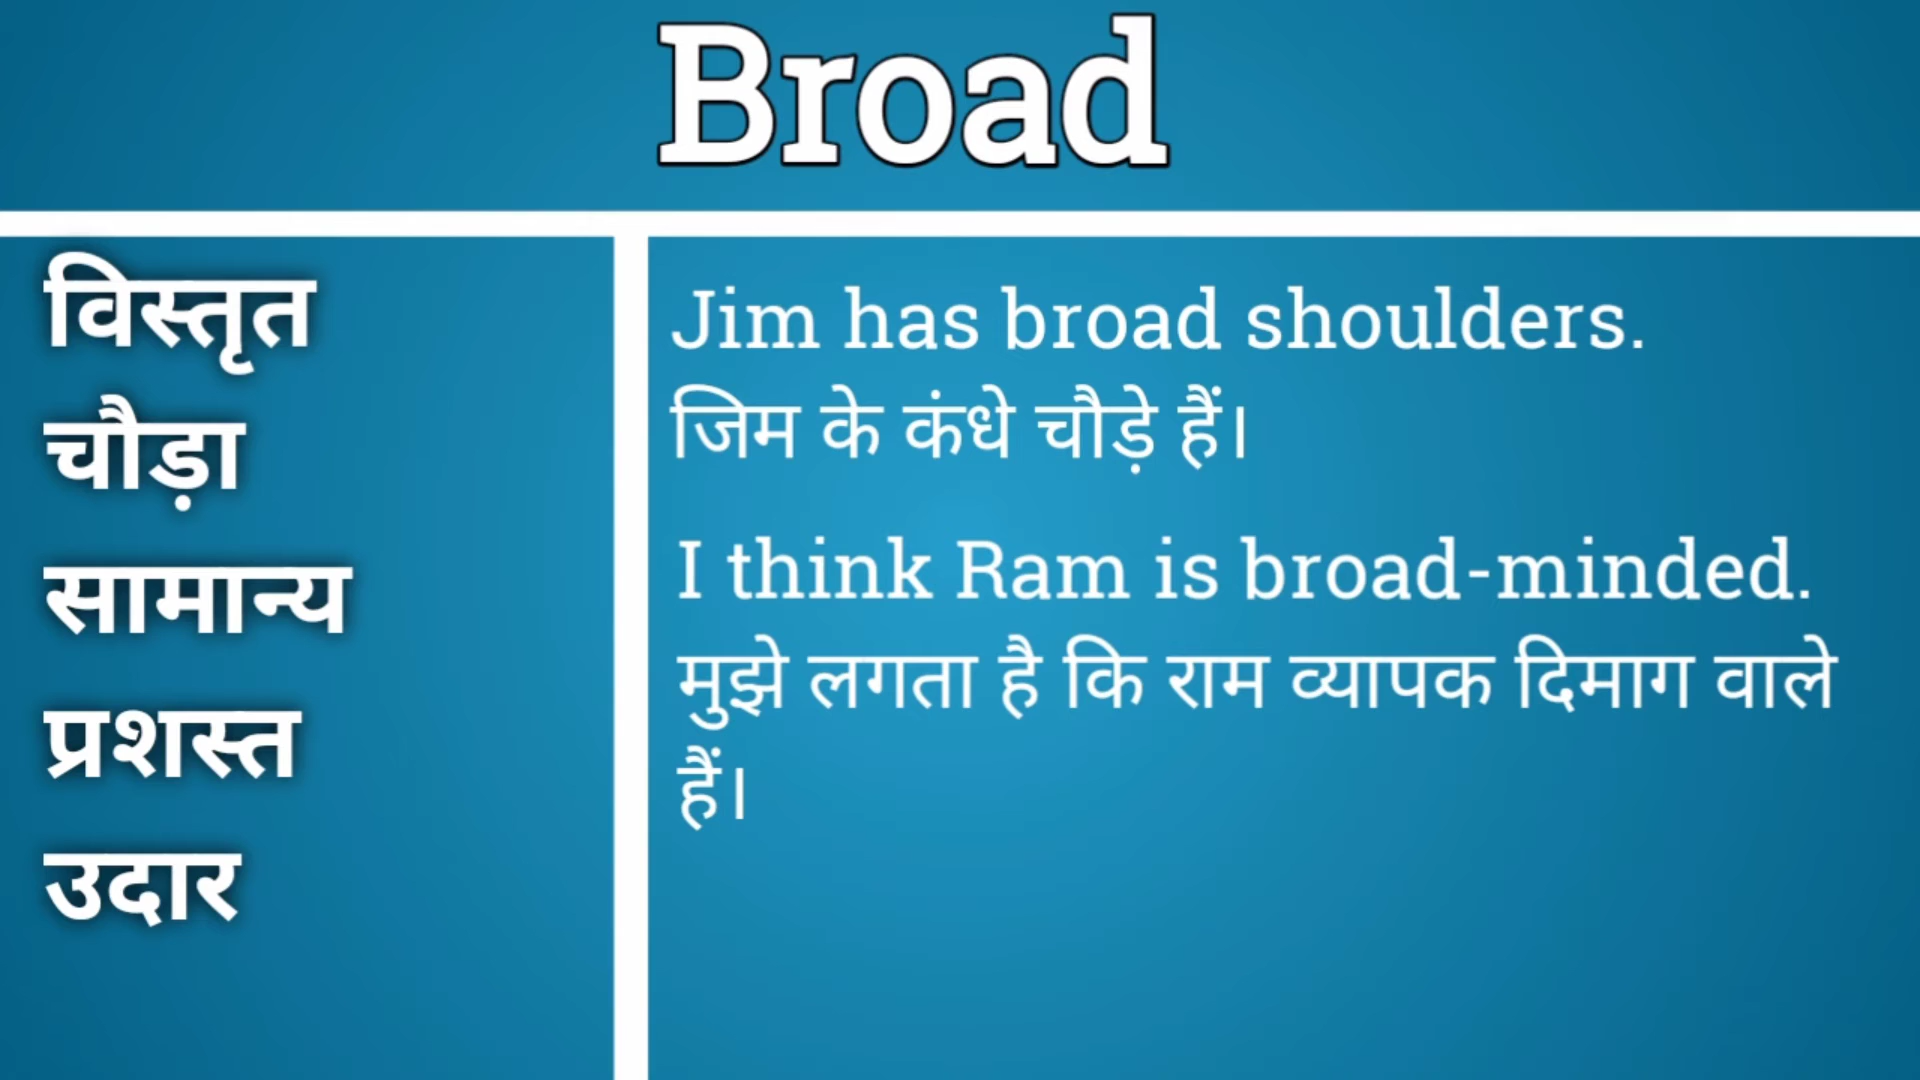 Broad
विस्तृत
चौड़ा
सामान्य
प्रशस्त
उदार
Jim has broad shoulders.
जिम के कंधे चौड़े हैं।
I think Ram is broad-minded.
मुझे लगता है कि राम व्यापक दिमाग वाले
हैं।